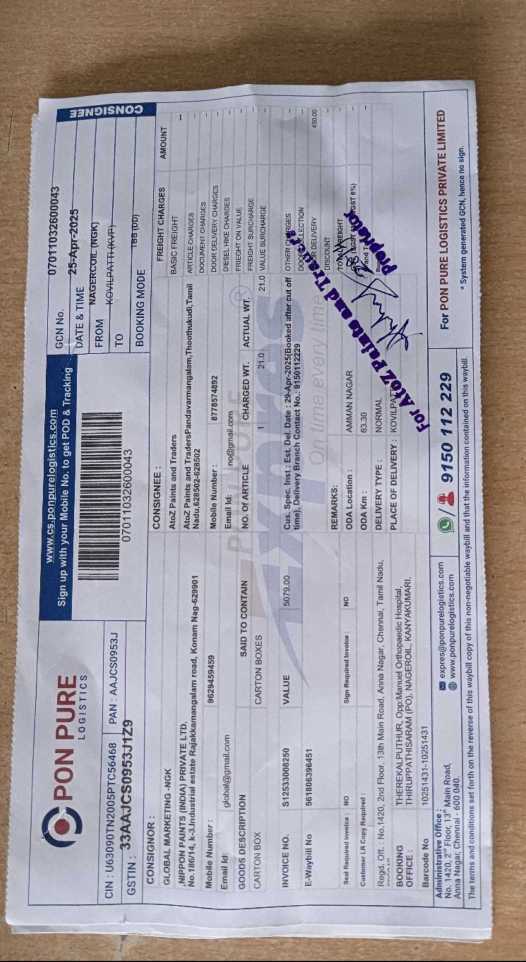 PON PURE
LOGISTICS
www.cs.ponpurelogistics.com
Sign up with your Mobile No. to get POD & Tracking
CONSIGNEE
CIN : U63090TN2005PTC56468 PAN : AAJCS0953J
GSTIN : 33AAJCS0953J1Z9
07011032600043
GCN No. 07011032600043
DATE & TIME 25-Apr-2025
FROM NAGERCOIL (NGK)
TO KOVILPATTI (KVP)
BOOKING MODE TBB (DD)
CONSIGNOR :
GLOBAL MARKETING -NGK
,NIPPON PAINTS (INDIA) PRIVATE LTD,
No.186/14, K-3,Industrial estate Rajakkamangalam road, Konam Nag-629901
Mobile Number : 9629459459
Email Id: global@gmail.com
CONSIGNEE :
AtoZ Paints and Traders
AtoZ Paints and TradersPandavarmangalam,Thoothukudi,Tamil
Nadu,628502-628502
Mobile Number : 8778574892
Email Id: no@gmail.com
GOODS DESCRIPTION SAID TO CONTAIN NO. OF ARTICLE CHARGED WT. ACTUAL WT.
CARTON BOX CARTON BOXES 1 21.0 21.0
INVOICE NO. S12533008250 VALUE 5079.00
E-Waybill No 561806396451
Cus. Spec. Inst.: Est. Del. Date : 29-Apr-2025(Booked after cut off
time), Delivery Branch Contact No.: 9150112229
REMARKS:
FREIGHT CHARGES AMOUNT
BASIC FREIGHT
ARTICLE CHARGES
DOCUMENT CHARGES
DOOR DELIVERY CHARGES
DIESEL HIKE CHARGES
FREIGHT ON VALUE
FREIGHT SURCHARGE
VALUE SURCHARGE
OTHER CHARGES
DOOR COLLECTION
DOOR DELIVERY 450.00
DISCOUNT
Seal Required Invoice : NO Sign Required Invoice : NO
Customer LR Copy Required
ODA Location : AMMAN NAGAR
ODA Km : 63.30
DELIVERY TYPE : NORMAL
PLACE OF DELIVERY :
Regd. Off. : No.1420, 2nd Floor, 13th Main Road, Anna Nagar, Chennai, Tamil Nadu,
BOOKING OFFICE : THEREKALPUTHUR, Opp:Manuel Orthopaedic Hospital,
THIRUPPATHISARAM (PO), NAGEROIL, KANYAKUMARI.
Barcode No 10251431-10251431
For AtoZ Paints and Traders
Proprietor
Administrative Office
No. 1420, 2nd Floor, 13th Main Road,
Anna Nagar, Chennai - 600 040.
expres@ponpurelogistics.com
www.ponpurelogistics.com
9150 112 229
For PON PURE LOGISTICS PRIVATE LIMITED
* System generated GCN, hence no sign.
The terms and conditions set forth on the reverse of this waybill copy of this non-negotiable waybill and that the information contained on this waybill.
PON PURE
Expres
On time,every time